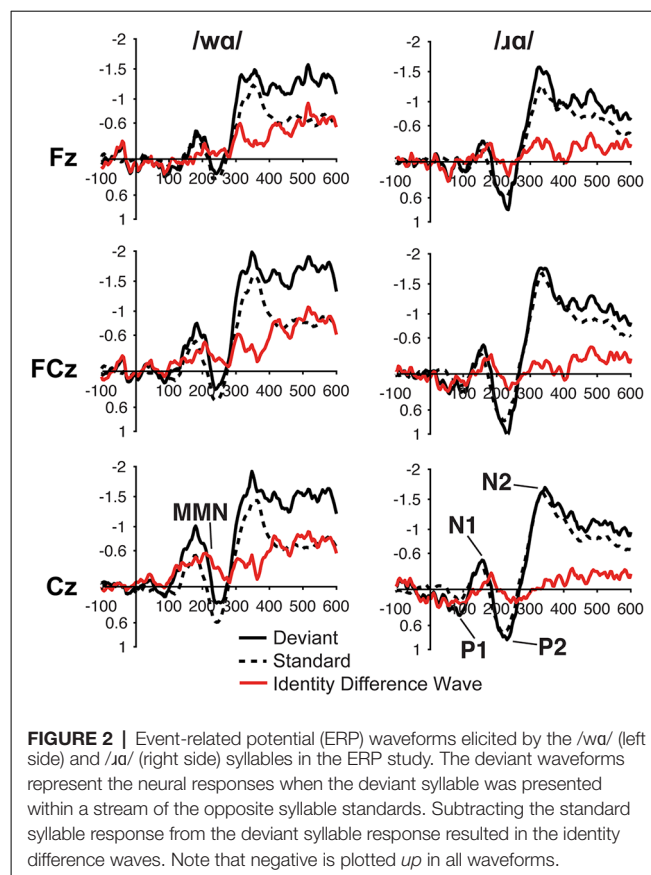 /wɑ/ /ɹɑ/
-2 -2
-1.5 -1.5
-1 -1
-0.6 -0.6
Fz
-100 100 200 300 400 500 600 -100 100 200 300 400 500 600
0.6 0.6
1 1
-2 -2
-1.5 -1.5
-1 -1
-0.6 -0.6
FCz
-100 100 200 300 400 500 600 -100 100 200 300 400 500 600
0.6 0.6
1 1
-2 -2
N2
-1.5 -1.5
MMN N1
-1 -1
-0.6 -0.6
Cz
-100 100 200 300 400 500 600 -100 100 200 300 400 500 600
0.6 0.6
P1 P2
1 1
Deviant
Standard
Identity Difference Wave
FIGURE 2 | Event-related potential (ERP) waveforms elicited by the /wɑ/ (left
side) and /ɹɑ/ (right side) syllables in the ERP study. The deviant waveforms
represent the neural responses when the deviant syllable was presented
within a stream of the opposite syllable standards. Subtracting the standard
syllable response from the deviant syllable response resulted in the identity
difference waves. Note that negative is plotted up in all waveforms.